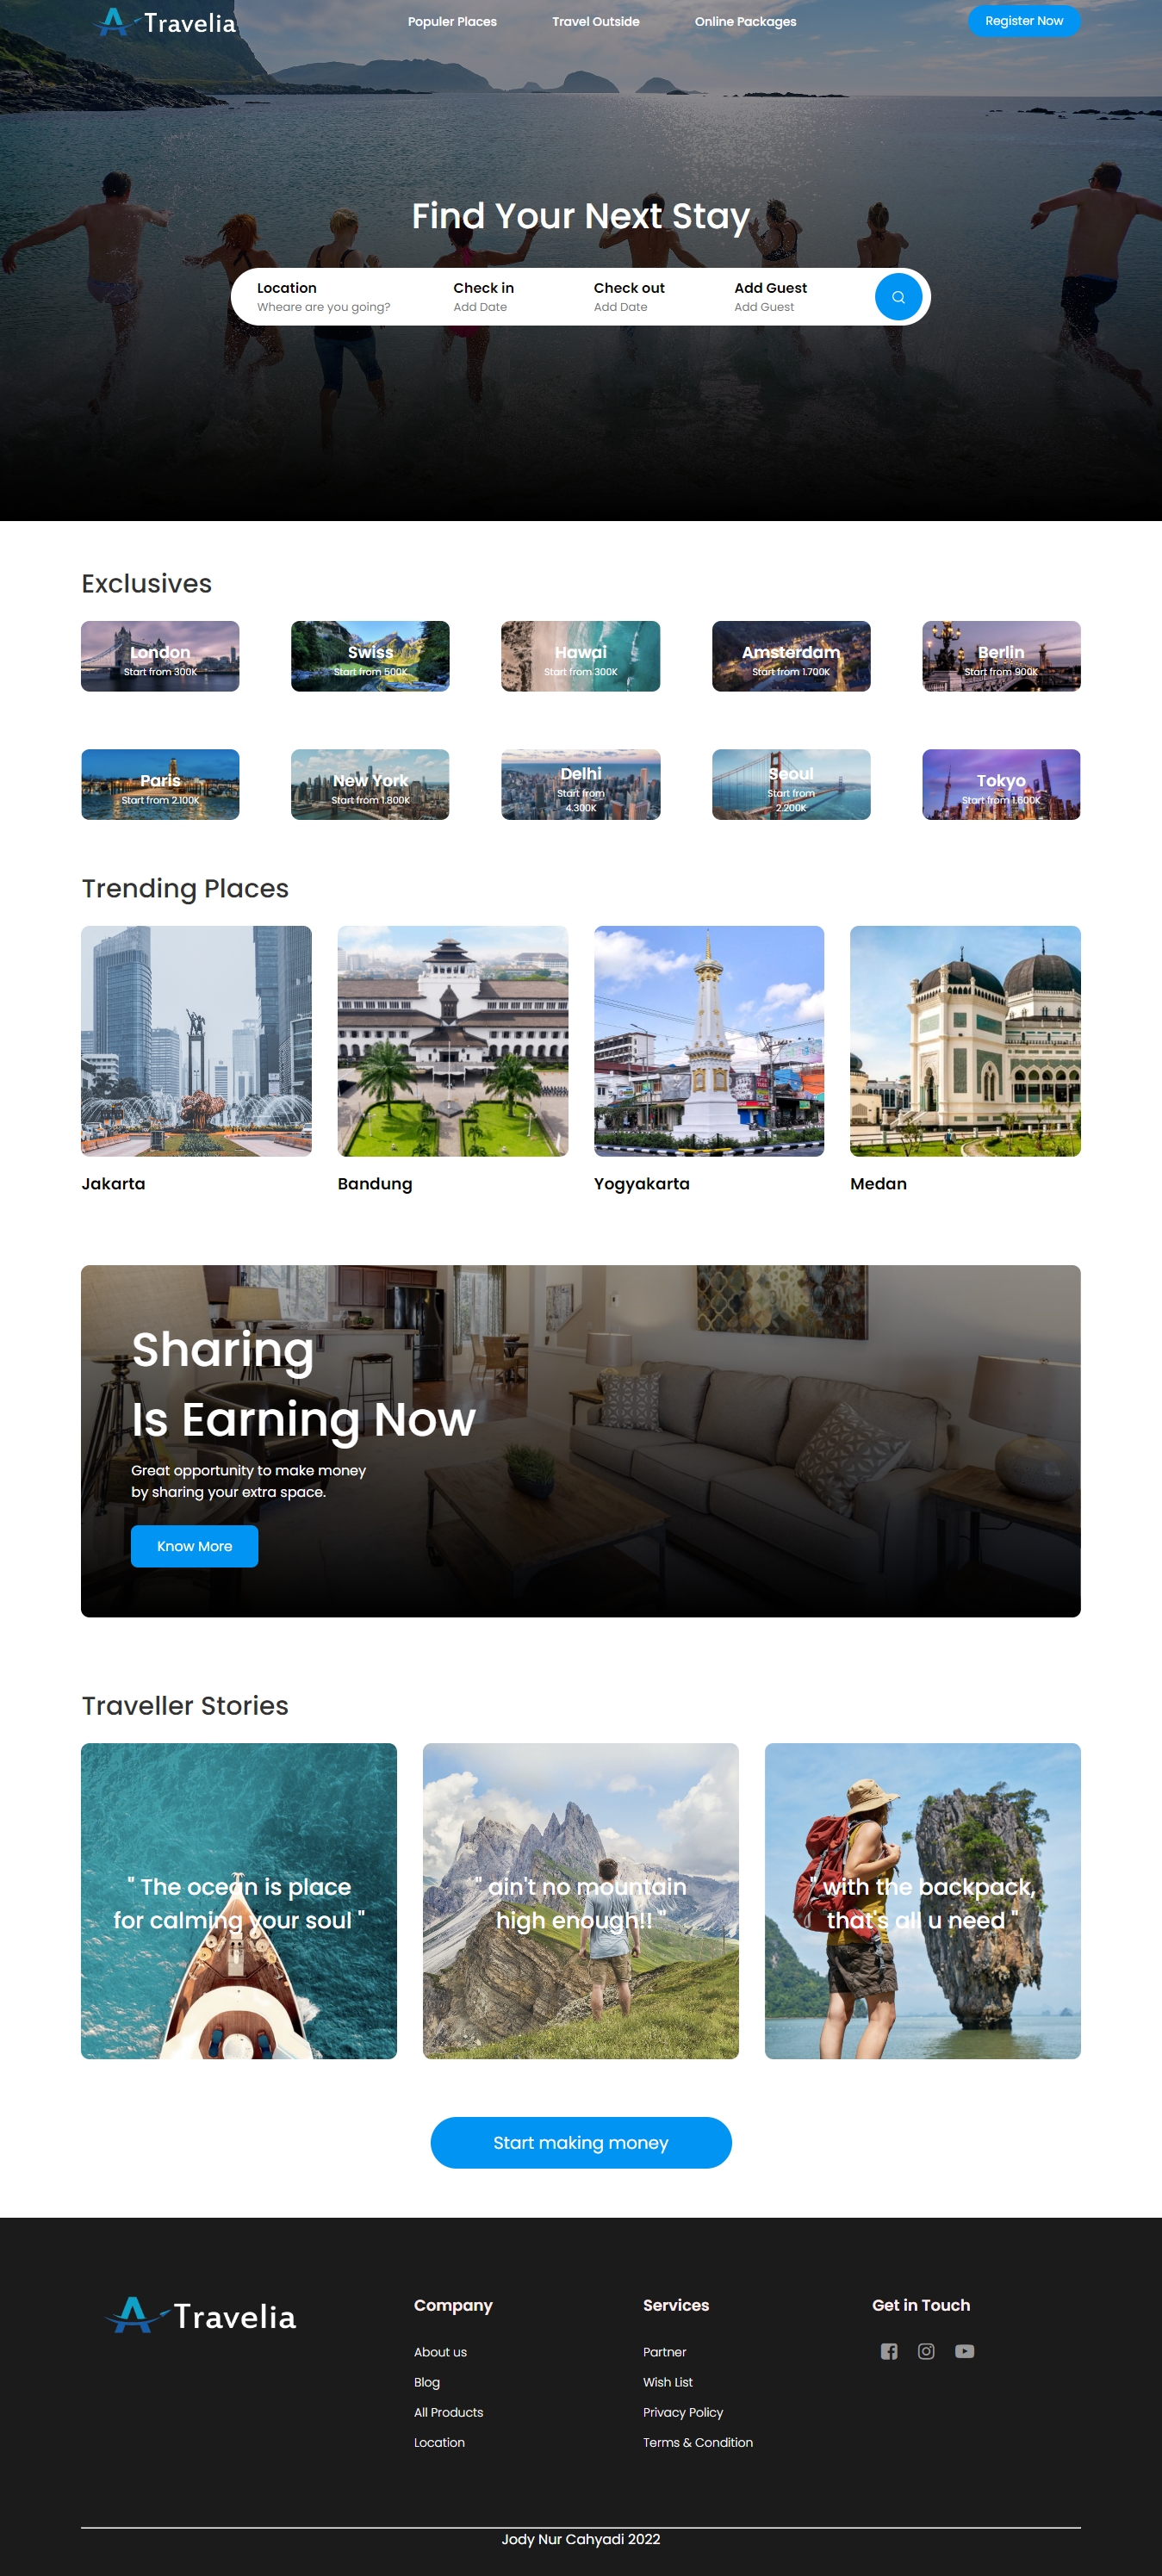 Travelia
Populer Places
Travel Outside
Online Packages
Register Now
Find Your Next Stay
Location
Wheare are you going?
Check in
Add Date
Check out
Add Date
Add Guest
Add Guest
Exclusives
London
Start from 300K
Swiss
Start from 500K
Hawai
Start from 300K
Amsterdam
Start from 1.700K
Berlin
Start from 900K
Paris
Start from 2.100K
New York
Start from 1.800K
Delhi
Start from
4.300K
Seoul
Start from
2.200K
Tokyo
Start from 1.600K
Trending Places
Jakarta
Bandung
Yogyakarta
Medan
Sharing
Is Earning Now
Great opportunity to make money
by sharing your extra space.
Know More
Traveller Stories
" The ocean is place
for calming your soul "
" ain't no mountain
high enough!! "
" with the backpack,
that's all u need "
Start making money
Travelia
Company
About us
Blog
All Products
Location
Services
Partner
Wish List
Privacy Policy
Terms & Condition
Get in Touch
Jody Nur Cahyadi 2022